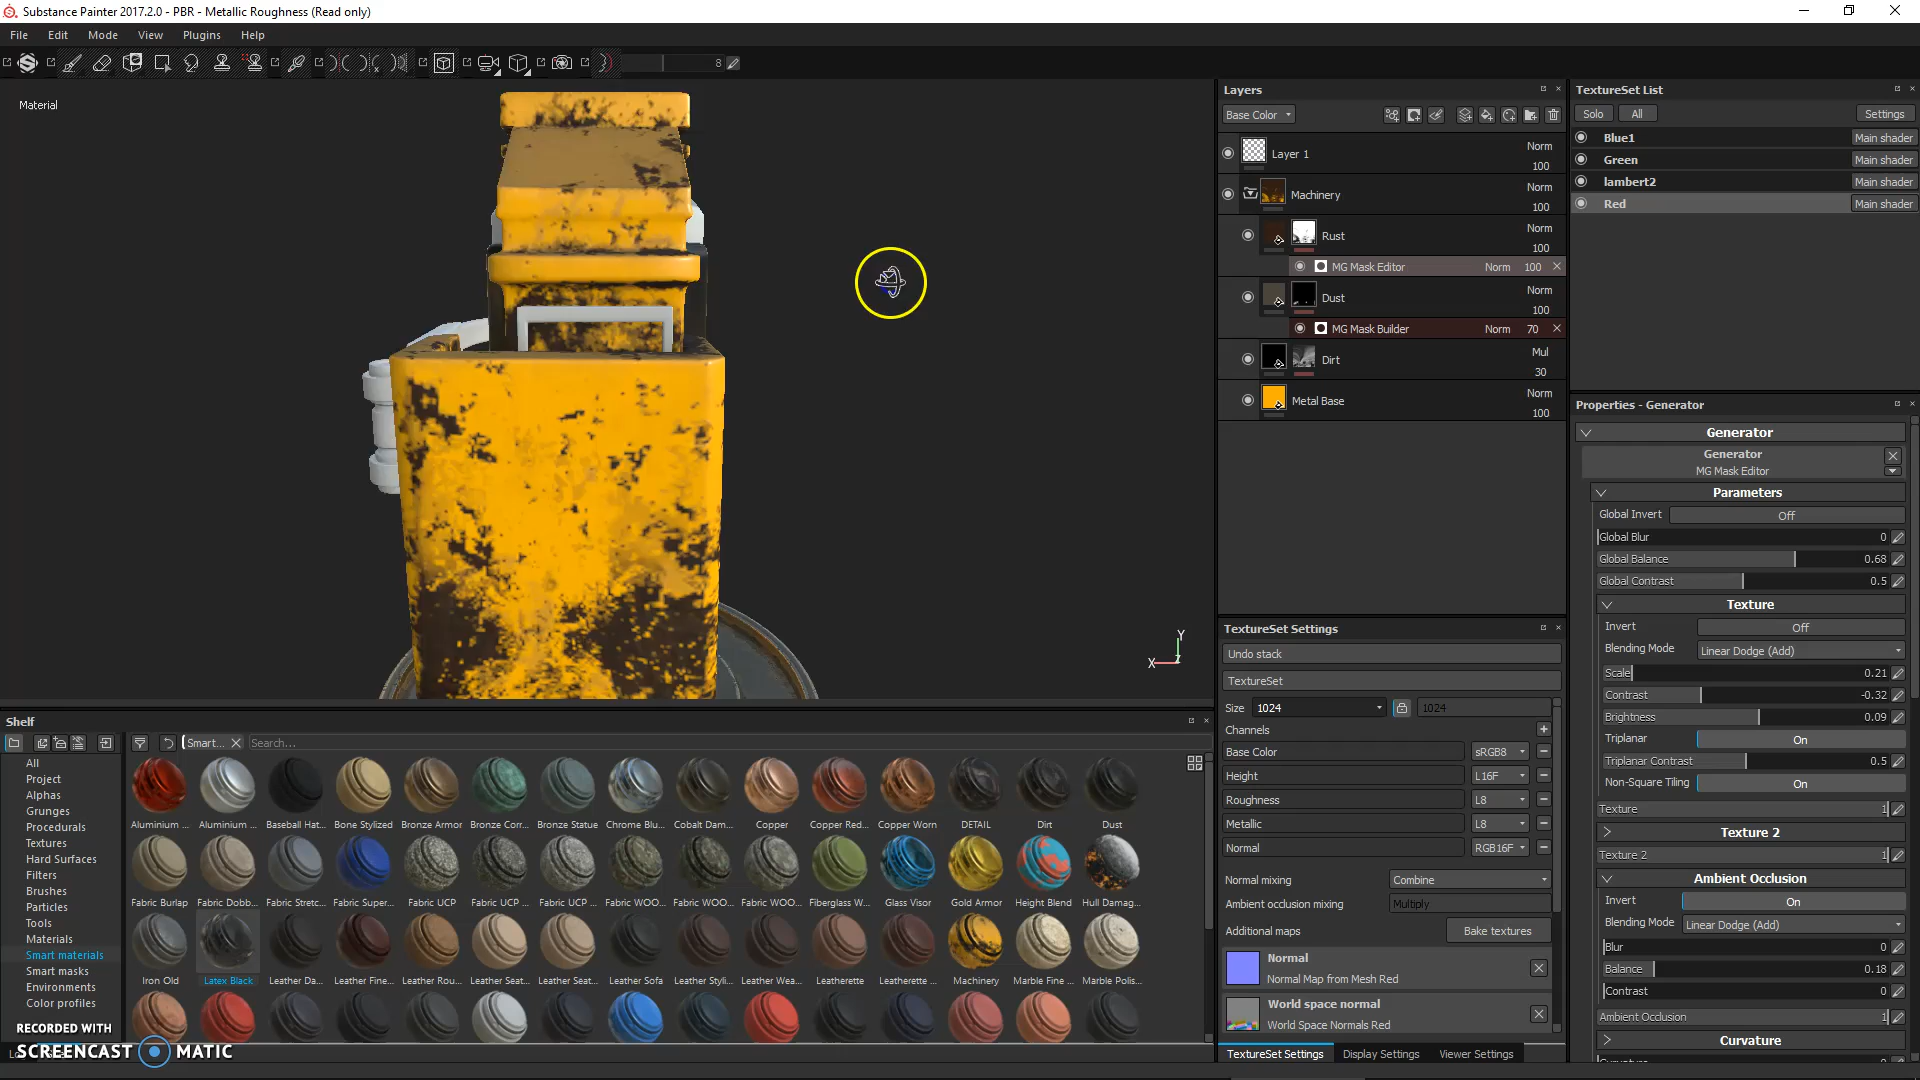 Substance Painter 2017.2.0 - PBR - Metallic Roughness (Read only)
File Edit Mode View Plugins Help
8
Material
Y
X
Z
Layers
Base Color
Layer 1 Norm 100
Machinery Norm 100
Rust Norm 100
MG Mask Editor Norm 100
Dust Norm 100
MG Mask Builder Norm 70
Dirt Mul 30
Metal Base Norm 100
TextureSet List
Solo All Settings
Blue1 Main shader
Green Main shader
lambert2 Main shader
Red Main shader
Properties - Generator
Generator
Generator
MG Mask Editor
Parameters
Global Invert Off
Global Blur 0
Global Balance 0.68
Global Contrast 0.5
Texture
Invert Off
Blending Mode Linear Dodge (Add)
Scale 0.21
Contrast -0.32
Brightness 0.09
Triplanar On
Triplanar Contrast 0.5
Non-Square Tiling On
Texture 1
Texture 2
Texture 2 1
Ambient Occlusion
Invert On
Blending Mode Linear Dodge (Add)
Blur 0
Balance 0.18
Contrast 0
Ambient Occlusion 1
Curvature
TextureSet Settings
Undo stack
TextureSet
Size 1024 1024
Channels
Base Color sRGB8
Height L16F
Roughness L8
Metallic L8
Normal RGB16F
Normal mixing Combine
Ambient occlusion mixing Multiply
Additional maps Bake textures
Normal
Normal Map from Mesh Red
World space normal
World Space Normals Red
TextureSet Settings Display Settings Viewer Settings
Shelf
Smart... Search...
All
Project
Alphas
Grunges
Procedurals
Textures
Hard Surfaces
Filters
Brushes
Particles
Tools
Materials
Smart materials
Smart masks
Environments
Color profiles
Aluminium ... Aluminium ... Baseball Hat... Bone Stylized Bronze Armor Bronze Corr... Bronze Statue Chrome Blu... Cobalt Dam... Copper Copper Red... Copper Worn DETAIL Dirt Dust
Fabric Burlap Fabric Dobb... Fabric Stretc... Fabric Super... Fabric UCP Fabric UCP ... Fabric UCP ... Fabric WOO... Fabric WOO... Fabric WOO... Fiberglass W... Glass Visor Gold Armor Height Blend Hull Damag...
Iron Old Latex Black Leather Da... Leather Fine... Leather Rou... Leather Seat... Leather Seat... Leather Sofa Leather Styli... Leather Wea... Leatherette Leatherette ... Machinery Marble Fine ... Marble Polis...
RECORDED WITH
SCREENCAST MATIC